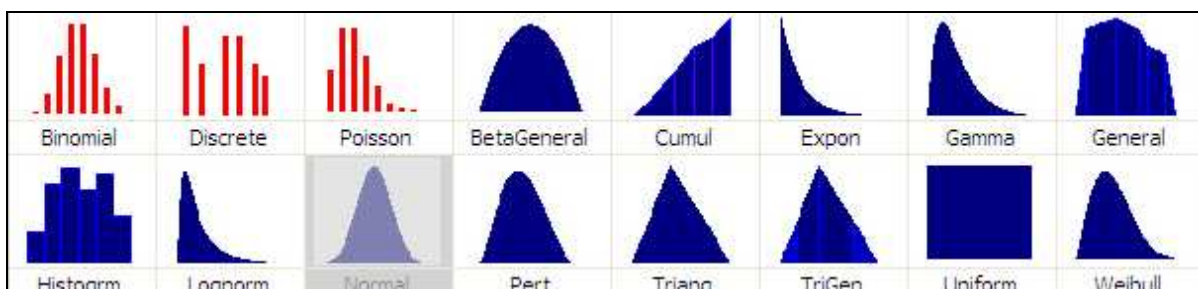 Binomial Discrete Poisson BetaGeneral Cumul Expon Gamma General
Histogrm Lognorm Normal Pert Triang TriGen Uniform Weibull